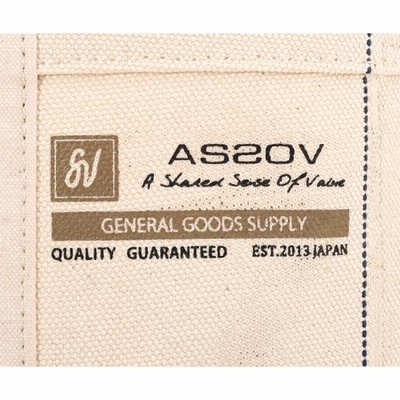 SV
ASSOV
A Shared Sense Of Value
GENERAL GOODS SUPPLY
QUALITY GUARANTEED EST.2013 JAPAN